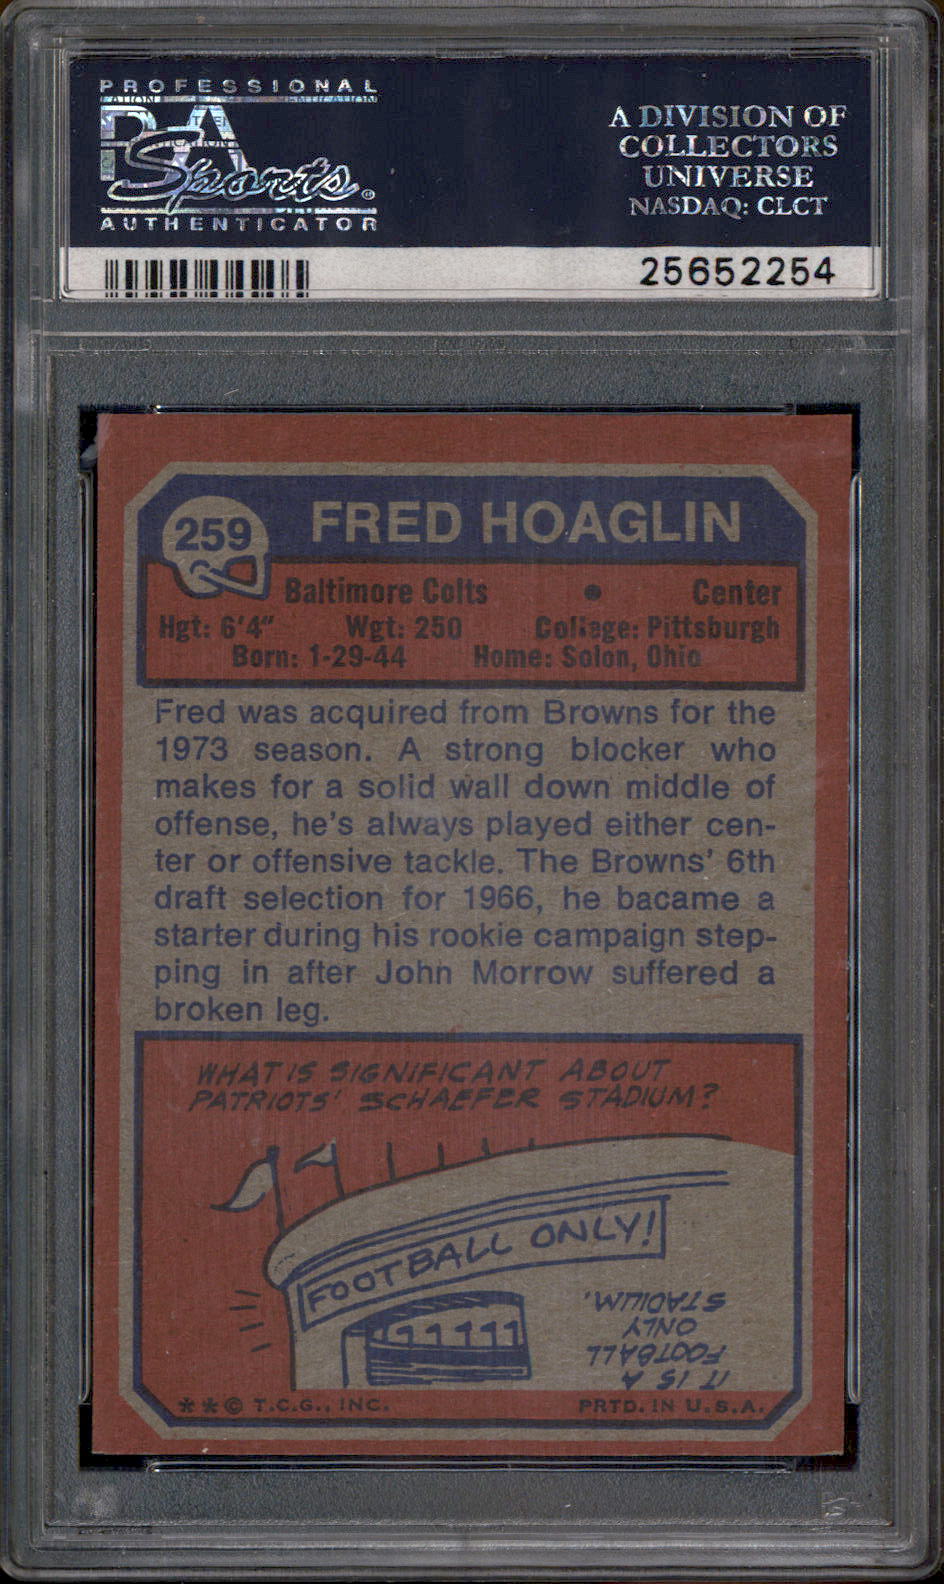 PROFESSIONAL
PSA
Sports®
AUTHENTICATOR
A DIVISION OF
COLLECTORS
UNIVERSE
NASDAQ: CLCT
25652254
259
FRED HOAGLIN
Baltimore Colts • Center
Hgt: 6'4" Wgt: 250 College: Pittsburgh
Born: 1-29-44 Home: Solon, Ohio
Fred was acquired from Browns for the
1973 season. A strong blocker who
makes for a solid wall down middle of
offense, he's always played either cen-
ter or offensive tackle. The Browns' 6th
draft selection for 1966, he bacame a
starter during his rookie campaign step-
ping in after John Morrow suffered a
broken leg.
WHAT IS SIGNIFICANT ABOUT
PATRIOTS' SCHAEFER STADIUM?
FOOTBALL ONLY!
IT IS A
FOOTBALL
ONLY
STADIUM.
**© T.C.G., INC. PRTD. IN U.S.A.